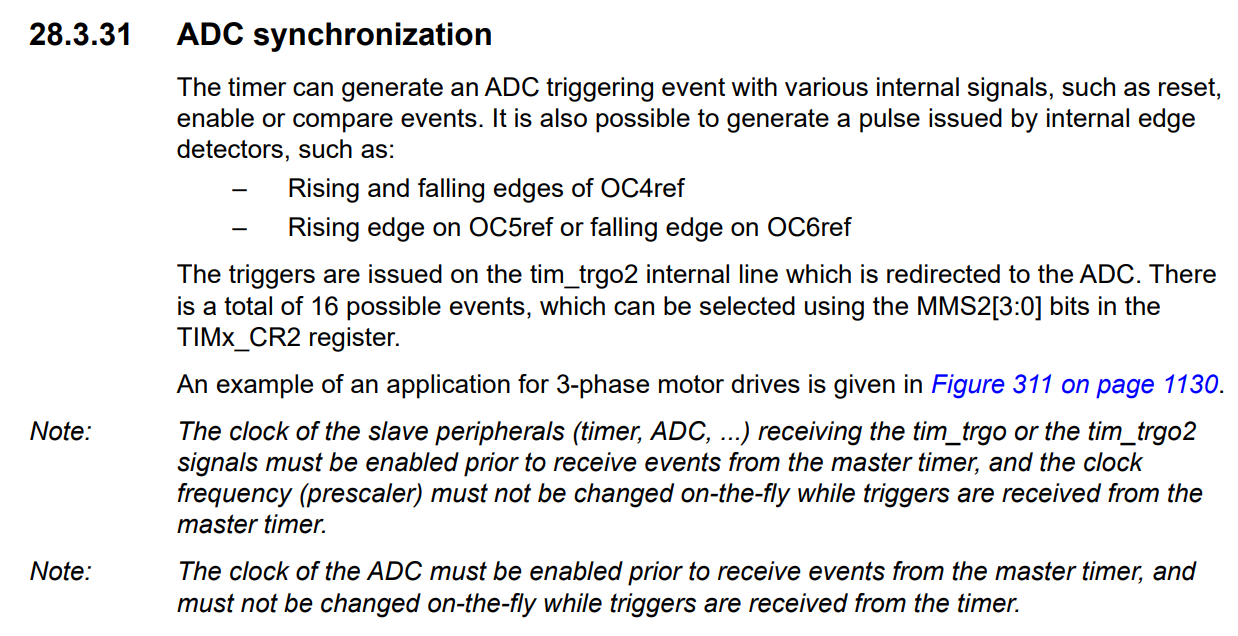 28.3.31 ADC synchronization
The timer can generate an ADC triggering event with various internal signals, such as reset,
enable or compare events. It is also possible to generate a pulse issued by internal edge
detectors, such as:
– Rising and falling edges of OC4ref
– Rising edge on OC5ref or falling edge on OC6ref
The triggers are issued on the tim_trgo2 internal line which is redirected to the ADC. There
is a total of 16 possible events, which can be selected using the MMS2[3:0] bits in the
TIMx_CR2 register.
An example of an application for 3-phase motor drives is given in Figure 311 on page 1130.
Note: The clock of the slave peripherals (timer, ADC, ...) receiving the tim_trgo or the tim_trgo2
signals must be enabled prior to receive events from the master timer, and the clock
frequency (prescaler) must not be changed on-the-fly while triggers are received from the
master timer.
Note: The clock of the ADC must be enabled prior to receive events from the master timer, and
must not be changed on-the-fly while triggers are received from the timer.